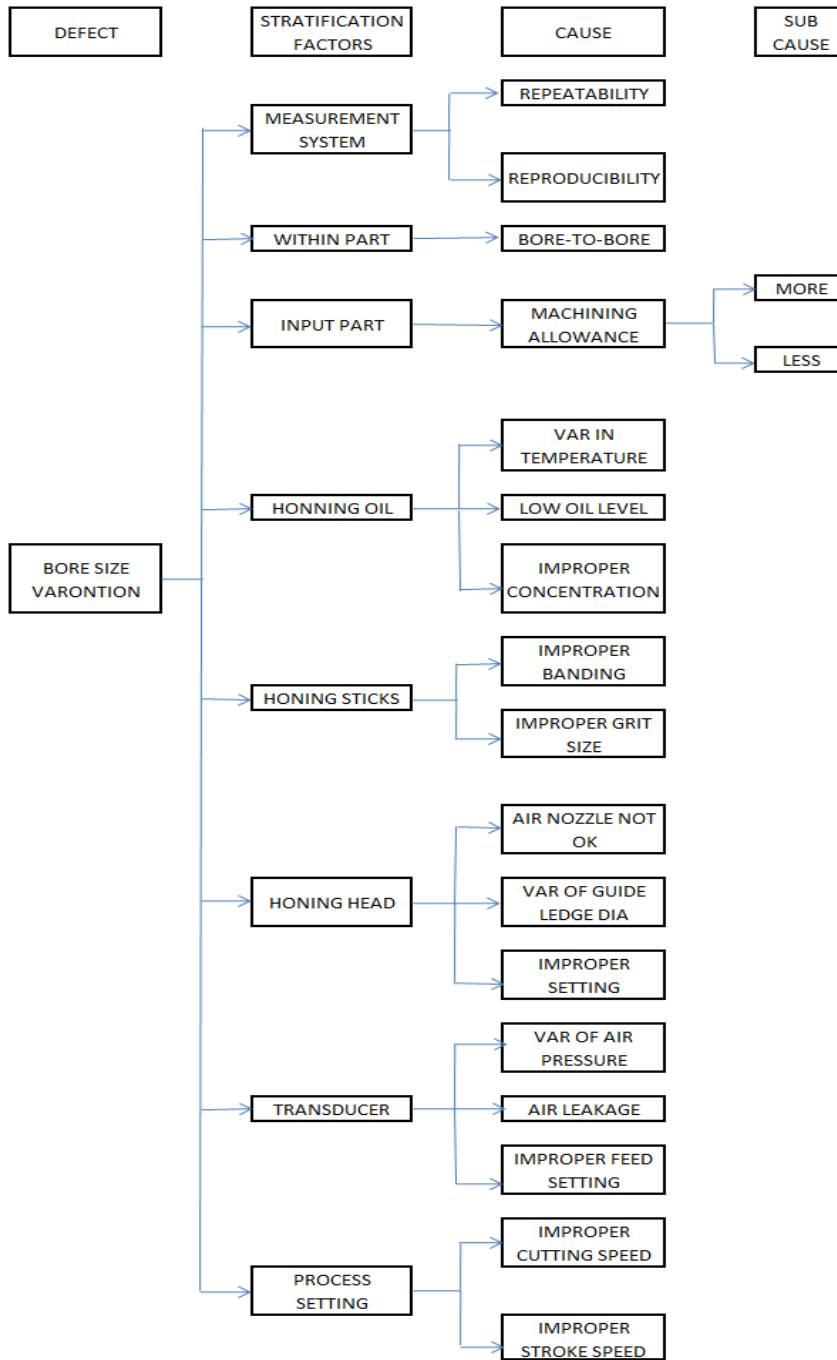 DEFECT
STRATIFICATION
FACTORS
CAUSE
SUB
CAUSE
REPEATABILITY
MEASUREMENT
SYSTEM
REPRODUCIBILITY
WITHIN PART
BORE-TO-BORE
MORE
INPUT PART
MACHINING
ALLOWANCE
LESS
VAR IN
TEMPERATURE
HONNING OIL
LOW OIL LEVEL
BORE SIZE
VARONTION
IMPROPER
CONCENTRATION
IMPROPER
BANDING
HONING STICKS
IMPROPER GRIT
SIZE
AIR NOZZLE NOT
OK
HONING HEAD
VAR OF GUIDE
LEDGE DIA
IMPROPER
SETTING
VAR OF AIR
PRESSURE
TRANSDUCER
AIR LEAKAGE
IMPROPER FEED
SETTING
IMPROPER
CUTTING SPEED
PROCESS
SETTING
IMPROPER
STROKE SPEED